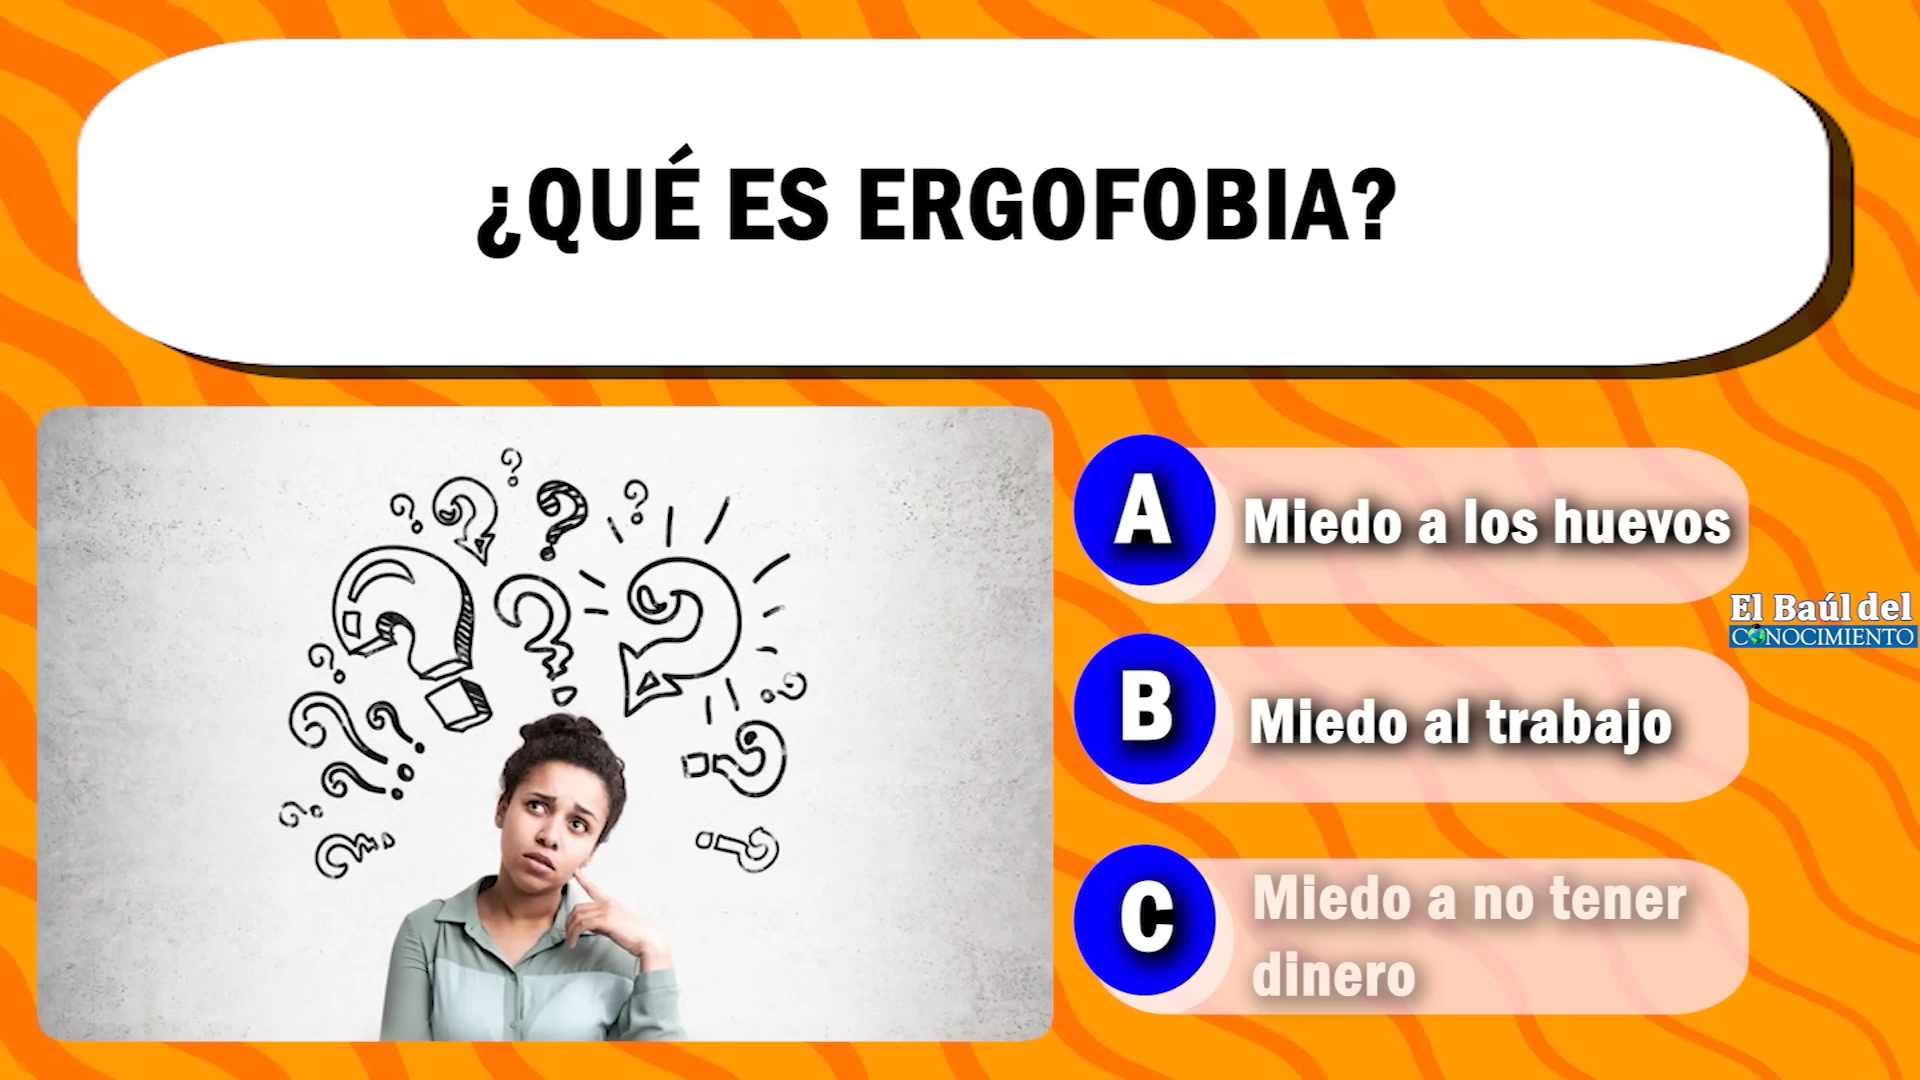 ¿QUÉ ES ERGOFOBIA?
A Miedo a los huevos
El Baúl del
CONOCIMIENTO
B Miedo al trabajo
C Miedo a no tener
dinero